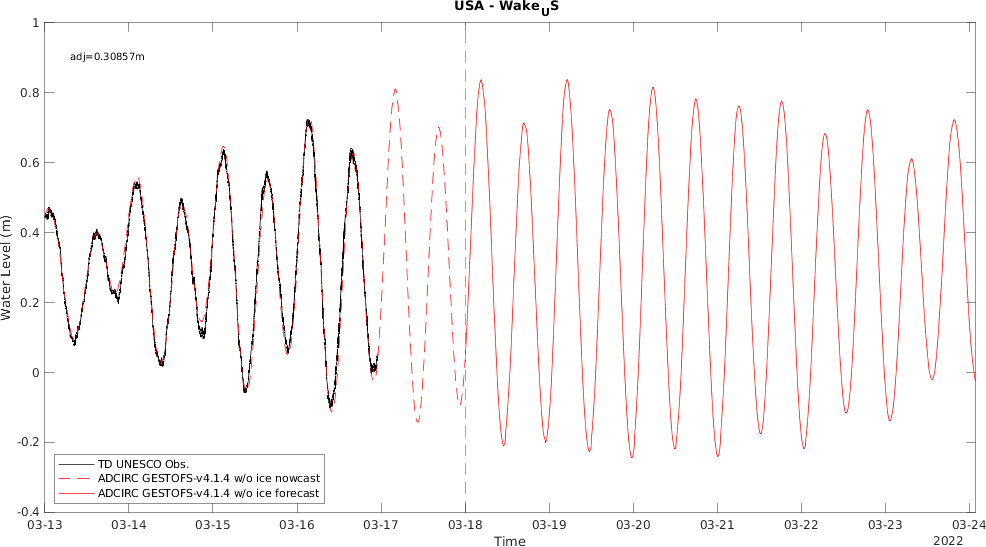 USA - Wake_US
adj=0.30857m
1
0.8
0.6
0.4
0.2
0
-0.2
-0.4
Water Level (m)
TD UNESCO Obs.
ADCIRC GESTOFS-v4.1.4 w/o ice nowcast
ADCIRC GESTOFS-v4.1.4 w/o ice forecast
03-13 03-14 03-15 03-16 03-17 03-18 03-19 03-20 03-21 03-22 03-23 03-24
Time
2022